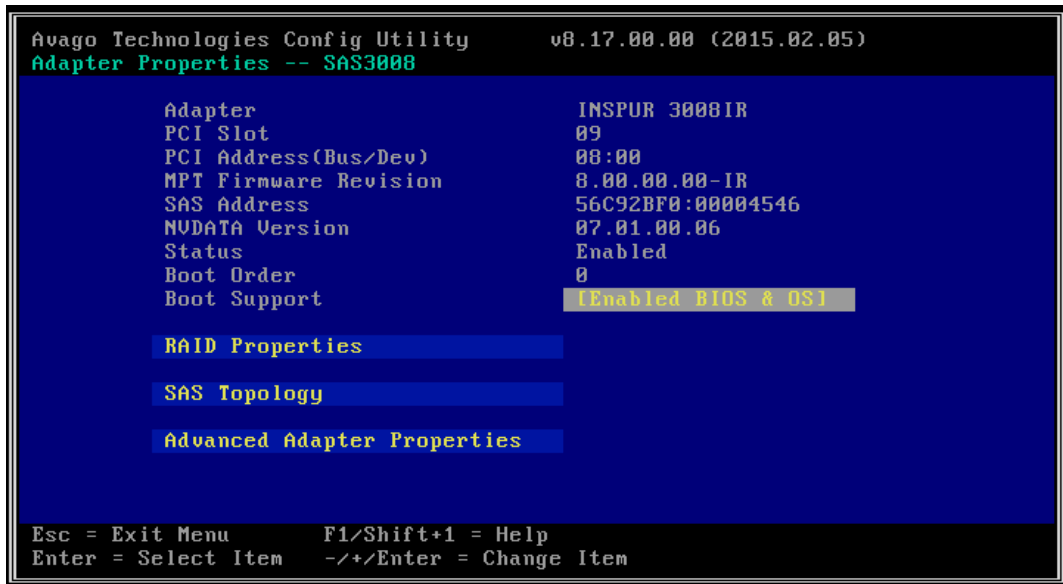 Avago Technologies Config Utility v8.17.00.00 (2015.02.05)
Adapter Properties -- SAS3008
Adapter INSPUR 3008IR
PCI Slot 09
PCI Address(Bus/Dev) 08:00
MPT Firmware Revision 8.00.00.00-IR
SAS Address 56C92BF0:00004546
NVDATA Version 07.01.00.06
Status Enabled
Boot Order 0
Boot Support [Enabled BIOS & OS]
RAID Properties
SAS Topology
Advanced Adapter Properties
Esc = Exit Menu F1/Shift+1 = Help
Enter = Select Item -/+/Enter = Change Item